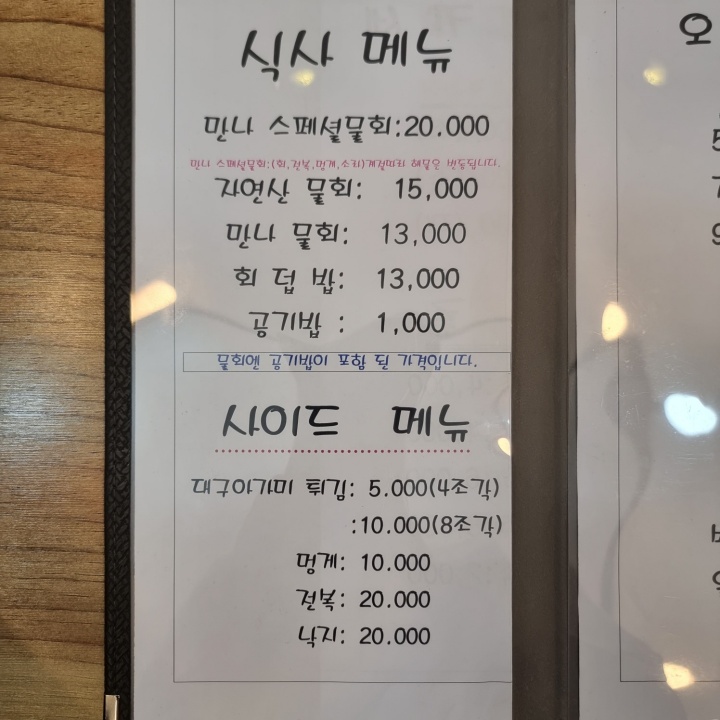 식사 메뉴
만나 스페셜물회:20.000
만나 스페셜물회:(회,전복,멍게,소라)계절따라 해물은 변동됩니다.
자연산 물회: 15,000
만나 물회: 13,000
회 덥 밥: 13,000
공기밥 : 1,000
물회엔 공기밥이 포함 된 가격입니다.
사이드 메뉴
대구아가미 튀김: 5.000(4조각)
:10.000(8조각)
멍게: 10.000
전복: 20.000
낙지: 20.000
오